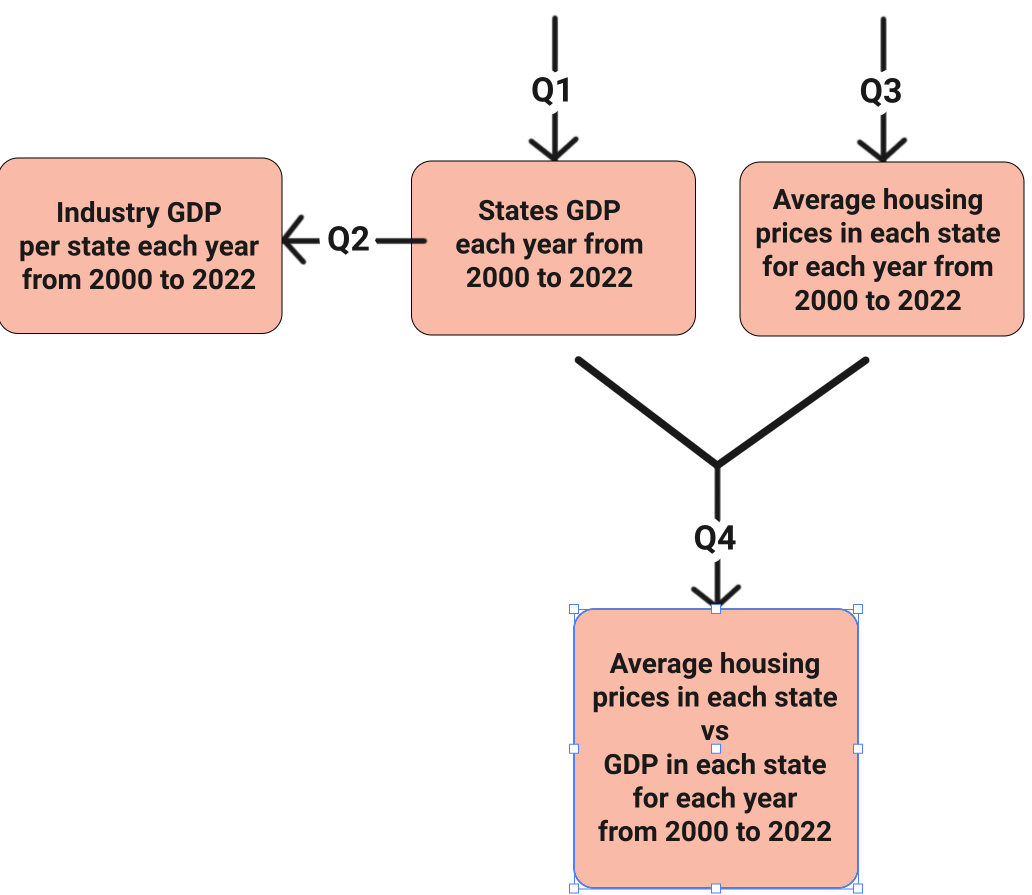 Q1
Q3
Industry GDP
per state each year
from 2000 to 2022
Q2
States GDP
each year from
2000 to 2022
Average housing
prices in each state
for each year from
2000 to 2022
Q4
Average housing
prices in each state
vs
GDP in each state
for each year
from 2000 to 2022